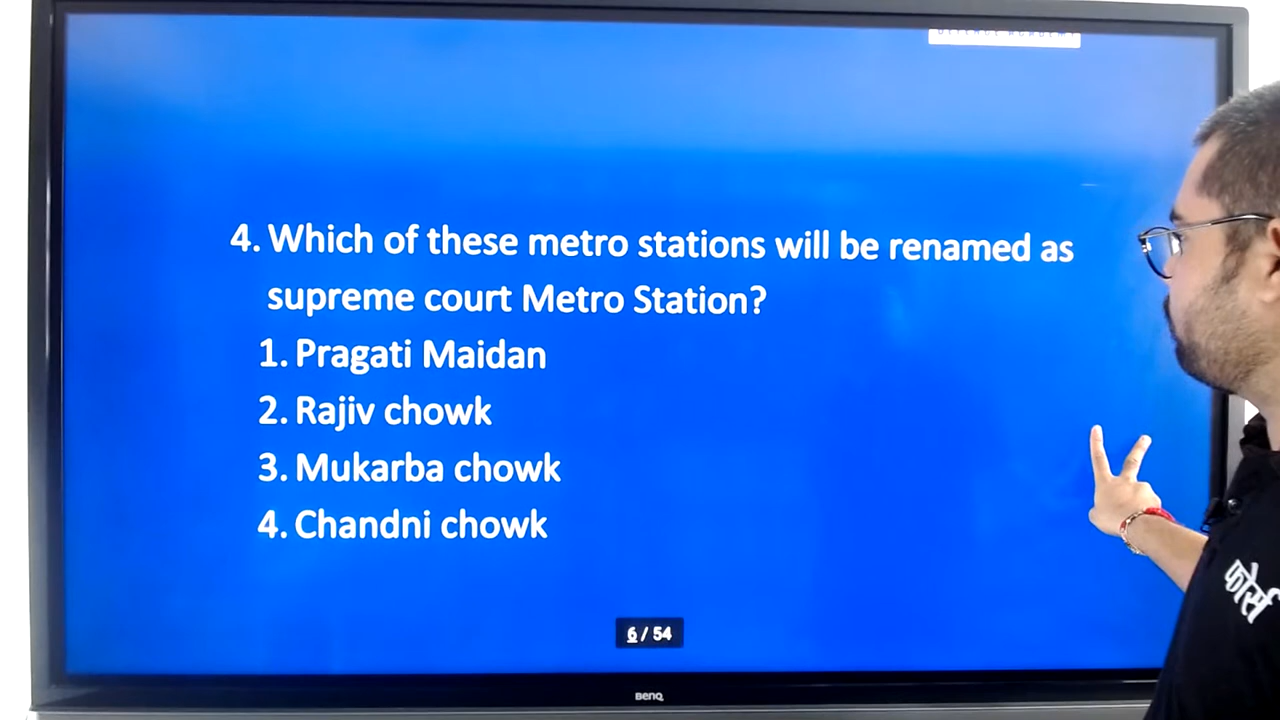 4. Which of these metro stations will be renamed as
supreme court Metro Station?
1. Pragati Maidan
2. Rajiv chowk
3. Mukarba chowk
4. Chandni chowk
6 / 54
BenQ
कोर्स